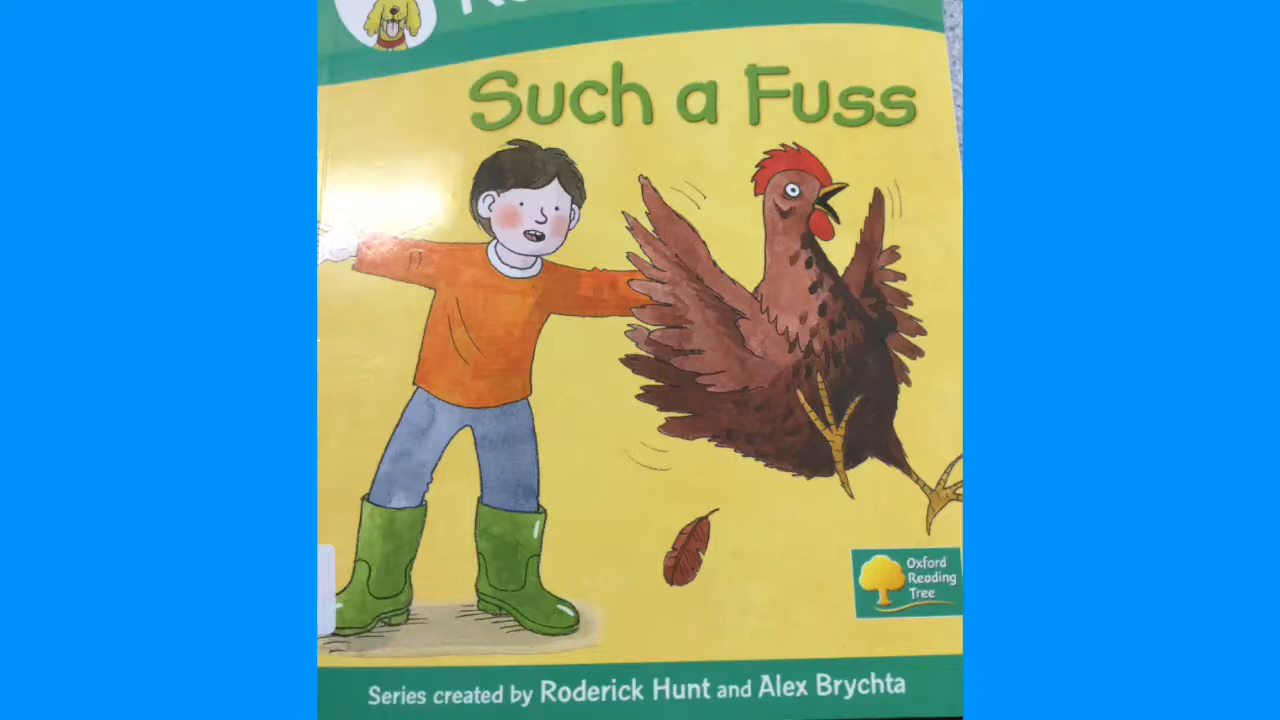 Such a Fuss
Oxford
Reading
Tree
Series created by Roderick Hunt and Alex Brychta